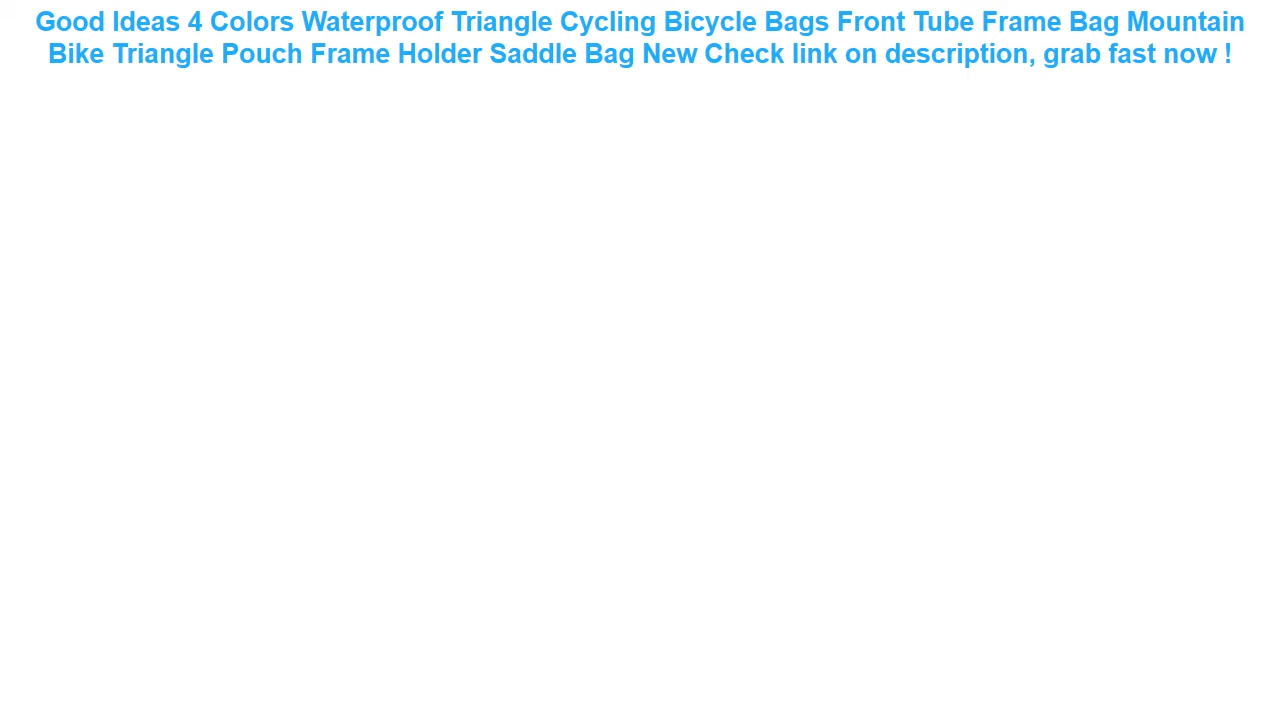 Good Ideas 4 Colors Waterproof Triangle Cycling Bicycle Bags Front Tube Frame Bag Mountain
Bike Triangle Pouch Frame Holder Saddle Bag New Check link on description, grab fast now !